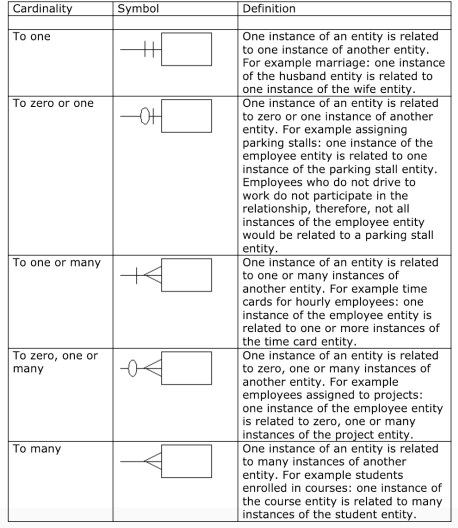 Cardinality Symbol Definition
To one
One instance of an entity is related
to one instance of another entity.
For example marriage: one instance
of the husband entity is related to
one instance of the wife entity.
To zero or one
One instance of an entity is related
to zero or one instance of another
entity. For example assigning
parking stalls: one instance of the
employee entity is related to one
instance of the parking stall entity.
Employees who do not drive to
work do not participate in the
relationship, therefore, not all
instances of the employee entity
would be related to a parking stall
entity.
To one or many
One instance of an entity is related
to one or many instances of
another entity. For example time
cards for hourly employees: one
instance of the employee entity is
related to one or more instances of
the time card entity.
To zero, one or
many
One instance of an entity is related
to zero, one or many instances of
another entity. For example
employees assigned to projects:
one instance of the employee entity
is related to zero, one or many
instances of the project entity.
To many
One instance of an entity is related
to many instances of another
entity. For example students
enrolled in courses: one instance of
the course entity is related to many
instances of the student entity.